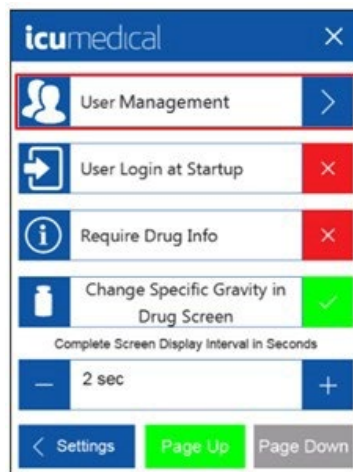 icumedical
User Management
User Login at Startup
Require Drug Info
Change Specific Gravity in
Drug Screen
Complete Screen Display Interval in Seconds
2 sec
Settings Page Up Page Down